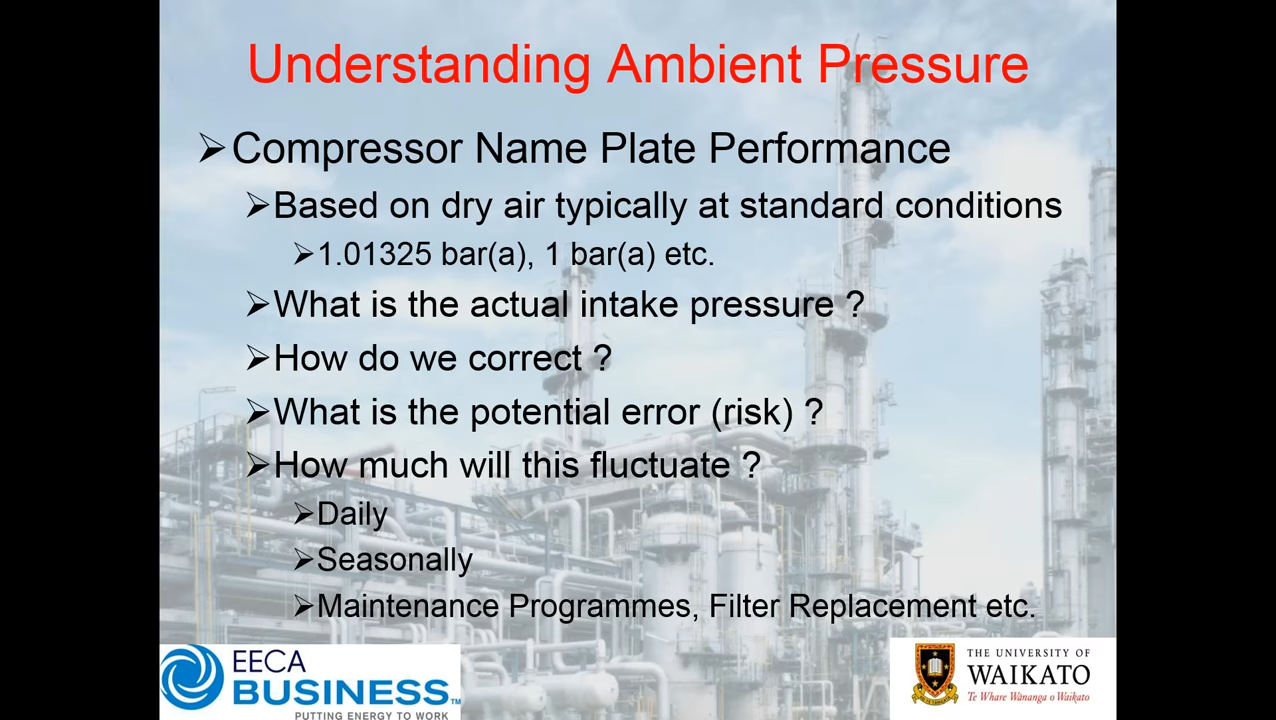 Understanding Ambient Pressure
➢Compressor Name Plate Performance
➢Based on dry air typically at standard conditions
➢1.01325 bar(a), 1 bar(a) etc.
➢What is the actual intake pressure ?
➢How do we correct ?
➢What is the potential error (risk) ?
➢How much will this fluctuate ?
➢Daily
➢Seasonally
➢Maintenance Programmes, Filter Replacement etc.
EECA
BUSINESS™
PUTTING ENERGY TO WORK
THE UNIVERSITY OF
WAIKATO
Te Whare Wānanga o Waikato